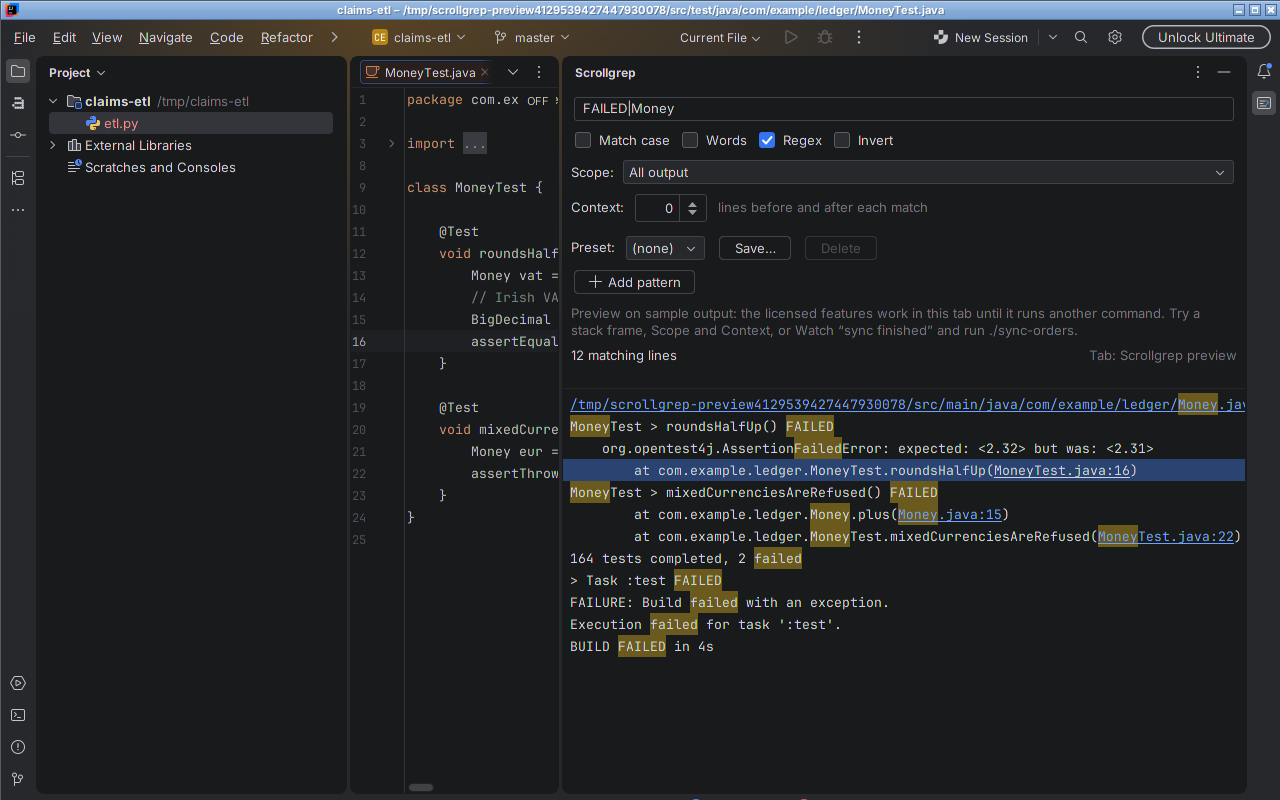 claims-etl – /tmp/scrollgrep-preview4129539427447930078/src/test/java/com/example/ledger/MoneyTest.java
File Edit View Navigate Code Refactor
CE claims-etl
master
Current File
New Session
Unlock Ultimate
Project
claims-etl /tmp/claims-etl
etl.py
External Libraries
Scratches and Consoles
MoneyTest.java
1 package com.ex OFF
2
3 import ...
8
9 class MoneyTest {
10
11 @Test
12 void roundsHalf
13 Money vat =
14 // Irish VA
15 BigDecimal
16 assertEqual
17 }
18
19 @Test
20 void mixedCurre
21 Money eur =
22 assertThrow
23 }
24 }
25
Scrollgrep
FAILED|Money
Match case Words Regex Invert
Scope: All output
Context: 0 lines before and after each match
Preset: (none) Save... Delete
Add pattern
Preview on sample output: the licensed features work in this tab until it runs another command. Try a
stack frame, Scope and Context, or Watch “sync finished” and run ./sync-orders.
12 matching lines Tab: Scrollgrep preview
/tmp/scrollgrep-preview4129539427447930078/src/main/java/com/example/ledger/Money.jav
MoneyTest > roundsHalfUp() FAILED
org.opentest4j.AssertionFailedError: expected: <2.32> but was: <2.31>
at com.example.ledger.MoneyTest.roundsHalfUp(MoneyTest.java:16)
MoneyTest > mixedCurrenciesAreRefused() FAILED
at com.example.ledger.Money.plus(Money.java:15)
at com.example.ledger.MoneyTest.mixedCurrenciesAreRefused(MoneyTest.java:22)
164 tests completed, 2 failed
> Task :test FAILED
FAILURE: Build failed with an exception.
Execution failed for task ':test'.
BUILD FAILED in 4s